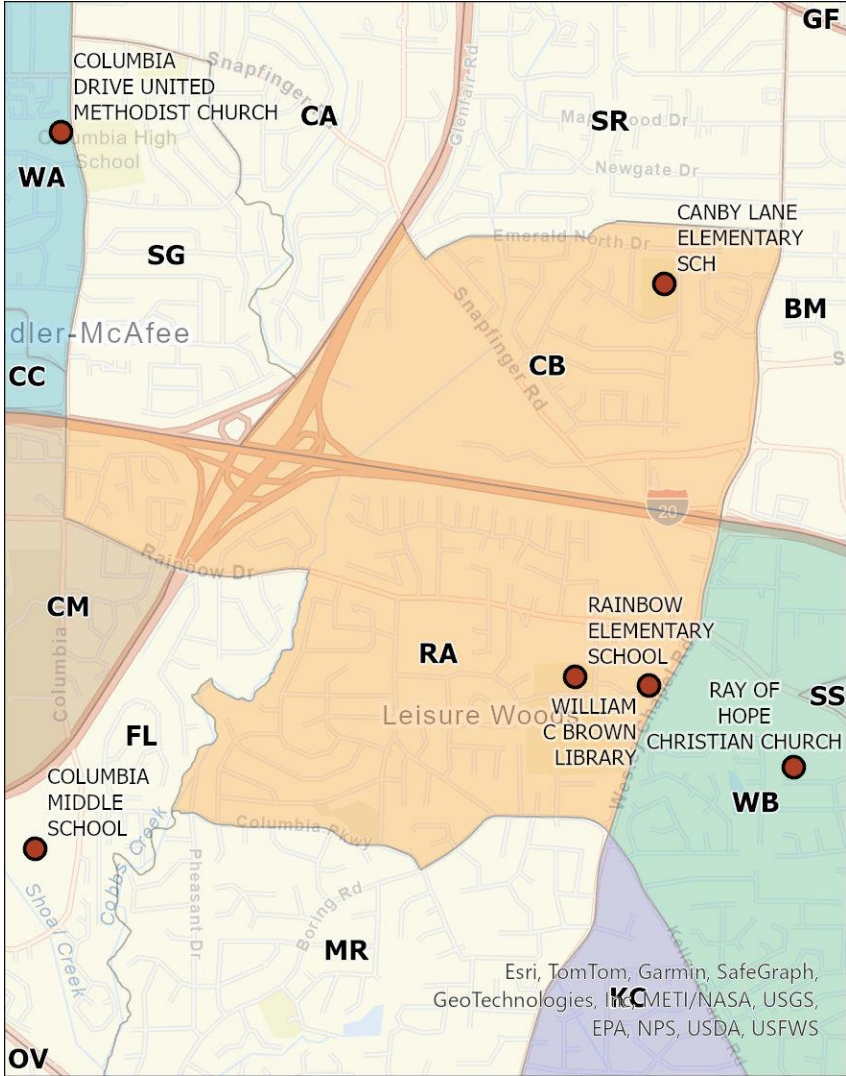 GF
COLUMBIA
DRIVE UNITED
METHODIST CHURCH
Columbia High
School
Snapfinger Rd
CA
Glenfair Rd
SR
Newgate Dr
WA
SG
CANBY LANE
ELEMENTARY
SCH
Emerald North Dr
dler-McAfee
BM
S
CC
Snapfinger Rd
CB
20
Rainbow Dr
CM
Columbia
RA
RAINBOW
ELEMENTARY
SCHOOL
WILLIAM
C BROWN
LIBRARY
Leisure Woods
RAY OF
HOPE
CHRISTIAN CHURCH
SS
WB
FL
COLUMBIA
MIDDLE
SCHOOL
Columbia Pkwy
Cobbs Creek
Shoal Creek
Pheasant Dr
Boring Rd
MR
KC
OV
Esri, TomTom, Garmin, SafeGraph,
GeoTechnologies, Inc, METI/NASA, USGS,
EPA, NPS, USDA, USFWS